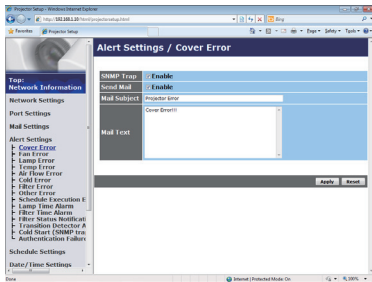 Projector Setup - Windows Internet Explorer
http://192.168.1.20/html/projectorsetup.html
Bing
Favorites
Projector Setup
Page
Safety
Tools
Alert Settings / Cover Error
Top:
Network Information
Network Settings
Port Settings
Mail Settings
Alert Settings
Cover Error
Fan Error
Lamp Error
Temp Error
Air Flow Error
Cold Error
Filter Error
Other Error
Schedule Execution E
Lamp Time Alarm
Filter Time Alarm
Filter Status Notificati
Transition Detector A
Cold Start (SNMP tra
Authentication Failure
Schedule Settings
Date/Time Settings
SNMP Trap
Enable
Send Mail
Enable
Mail Subject
Projector Error
Mail Text
Cover Error!!!
Apply
Reset
Done
Internet | Protected Mode: On
100%